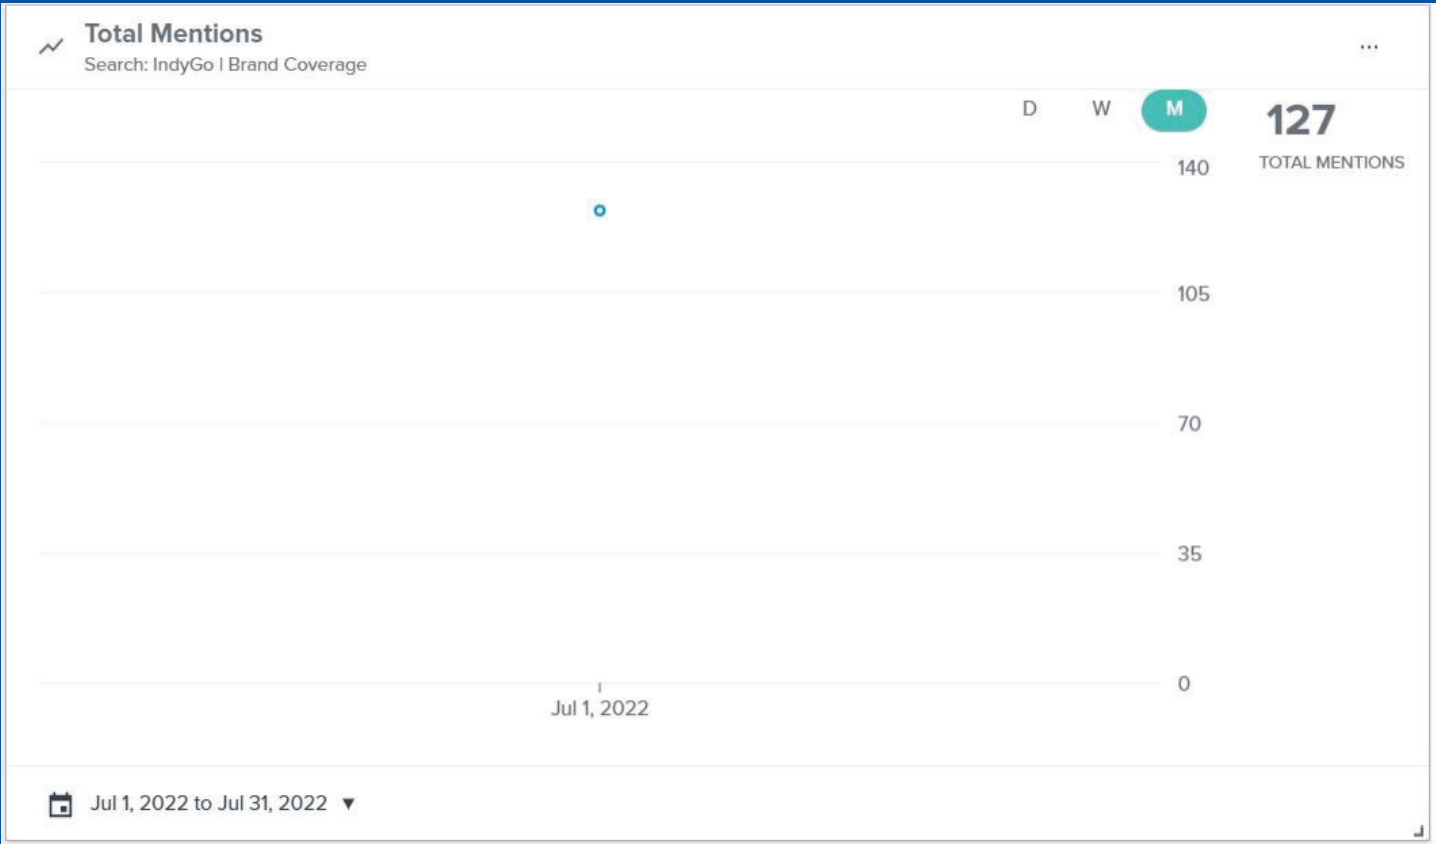 Total Mentions
Search: IndyGo | Brand Coverage
...
D W M
127
TOTAL MENTIONS
140
105
70
35
0
Jul 1, 2022
Jul 1, 2022 to Jul 31, 2022 ▼